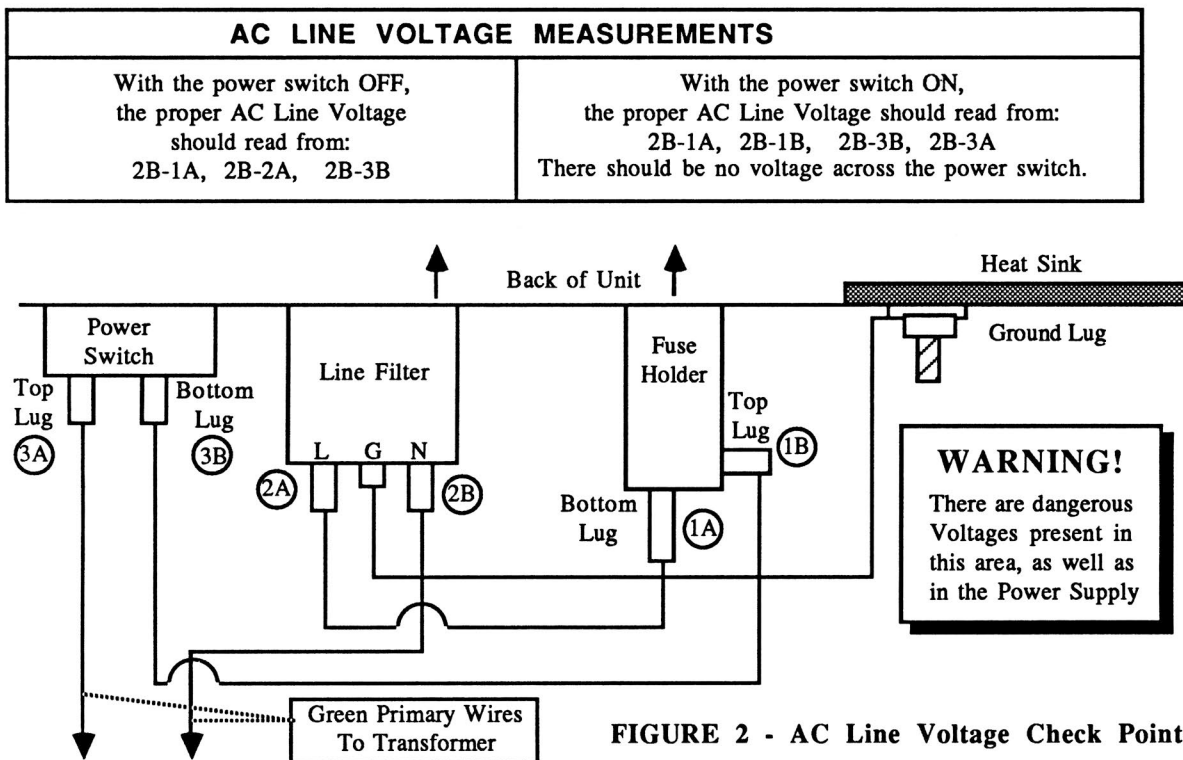 AC LINE VOLTAGE MEASUREMENTS
With the power switch OFF,
the proper AC Line Voltage
should read from:
2B-1A, 2B-2A, 2B-3B
With the power switch ON,
the proper AC Line Voltage should read from:
2B-1A, 2B-1B, 2B-3B, 2B-3A
There should be no voltage across the power switch.
Back of Unit
Heat Sink
Power
Switch
Top
Lug
3A
Bottom
Lug
3B
Line Filter
L G N
2A
2B
Fuse
Holder
Top
Lug
1B
Bottom
Lug
1A
Ground Lug
WARNING!
There are dangerous
Voltages present in
this area, as well as
in the Power Supply
Green Primary Wires
To Transformer
FIGURE 2 - AC Line Voltage Check Point